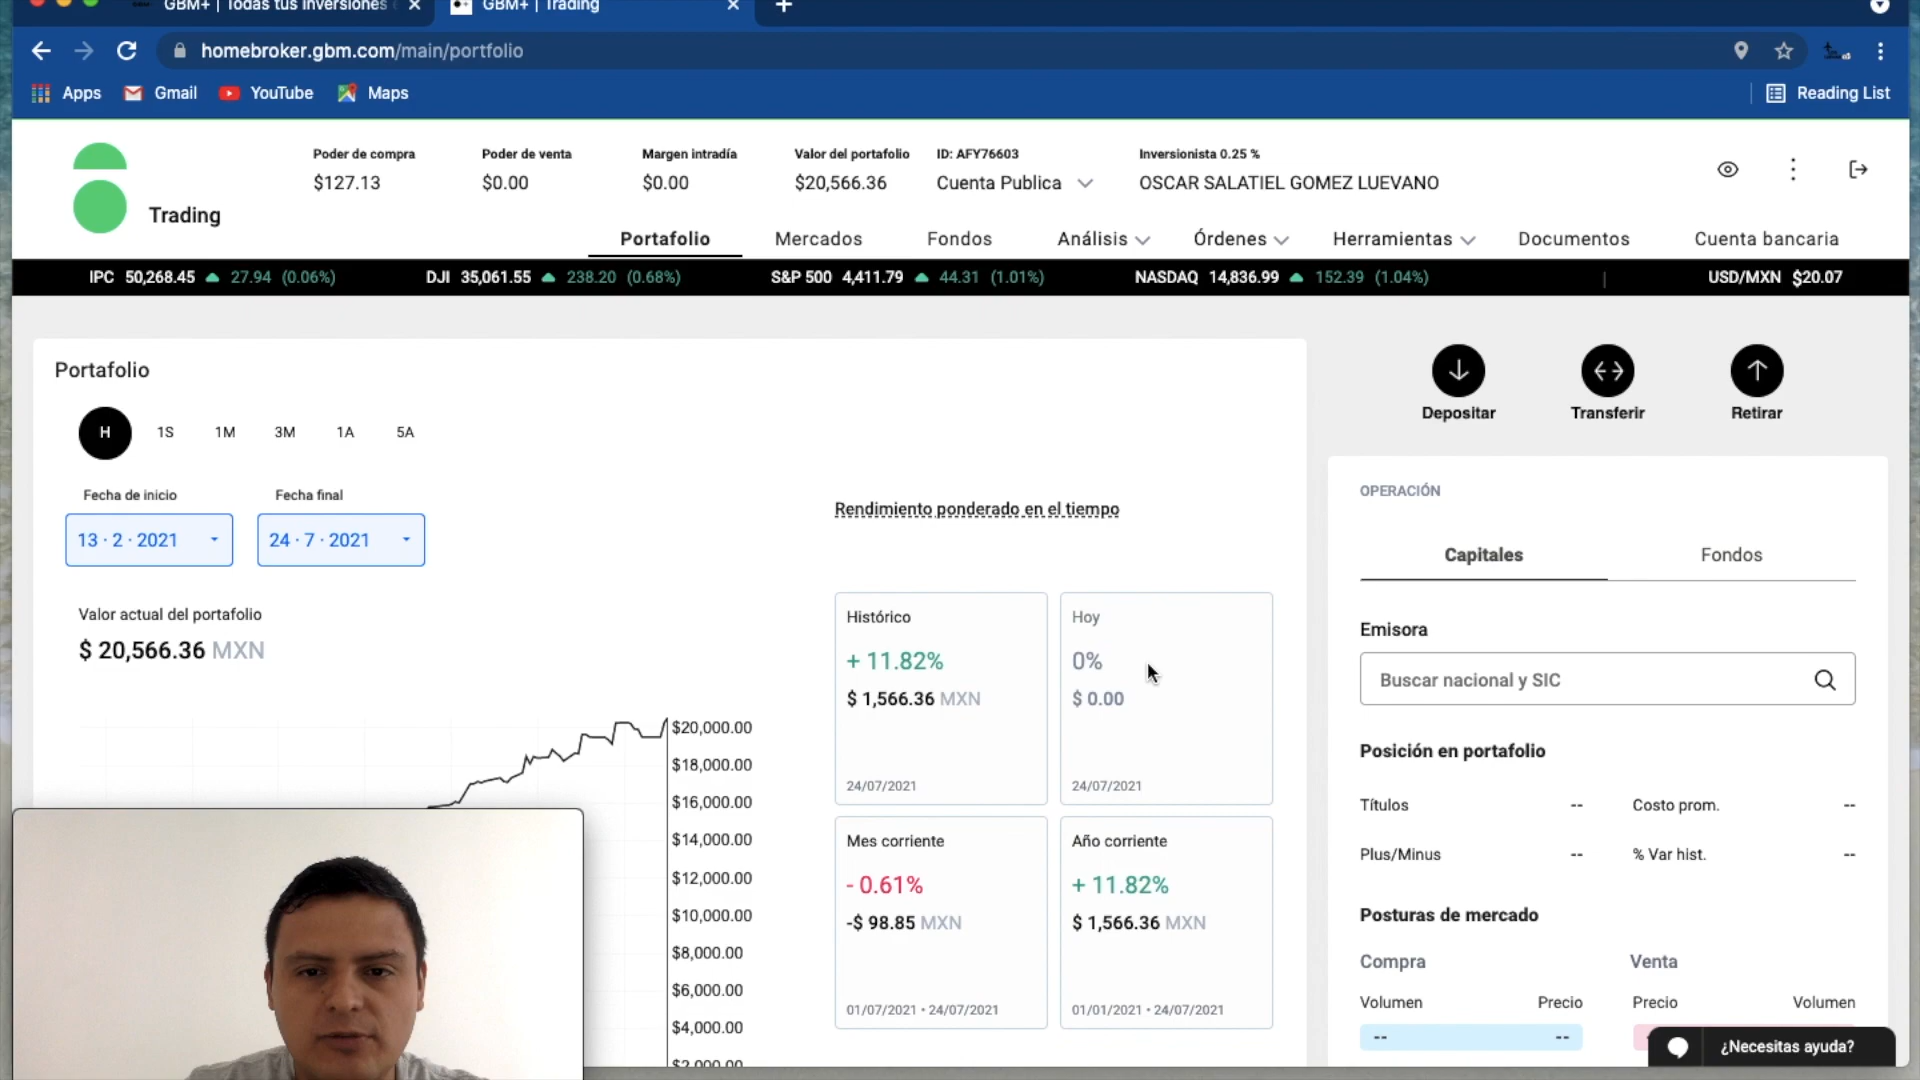 GBM+ | Todas tus inversiones
GBM+ | Trading
homebroker.gbm.com/main/portfolio
Apps Gmail YouTube Maps Reading List
Poder de compra Poder de venta Margen intradía Valor del portafolio ID: AFY76603 Inversionista 0.25 %
$127.13 $0.00 $0.00 $20,566.36 Cuenta Publica OSCAR SALATIEL GOMEZ LUEVANO
Trading
Portafolio Mercados Fondos Análisis Órdenes Herramientas Documentos Cuenta bancaria
IPC 50,268.45 27.94 (0.06%) DJI 35,061.55 238.20 (0.68%) S&P 500 4,411.79 44.31 (1.01%) NASDAQ 14,836.99 152.39 (1.04%) | USD/MXN $20.07
Portafolio
H 1S 1M 3M 1A 5A
Fecha de inicio Fecha final
13 · 2 · 2021 24 · 7 · 2021
Valor actual del portafolio
$ 20,566.36 MXN
$20,000.00
$18,000.00
$16,000.00
$14,000.00
$12,000.00
$10,000.00
$8,000.00
$6,000.00
$4,000.00
$2,000.00
Rendimiento ponderado en el tiempo
Histórico
+ 11.82%
$ 1,566.36 MXN
24/07/2021
Hoy
0%
$ 0.00
24/07/2021
Mes corriente
- 0.61%
-$ 98.85 MXN
01/07/2021 • 24/07/2021
Año corriente
+ 11.82%
$ 1,566.36 MXN
01/01/2021 • 24/07/2021
Depositar Transferir Retirar
OPERACIÓN
Capitales Fondos
Emisora
Buscar nacional y SIC
Posición en portafolio
Títulos -- Costo prom. --
Plus/Minus -- % Var hist. --
Posturas de mercado
Compra Venta
Volumen Precio Precio Volumen
-- --
¿Necesitas ayuda?